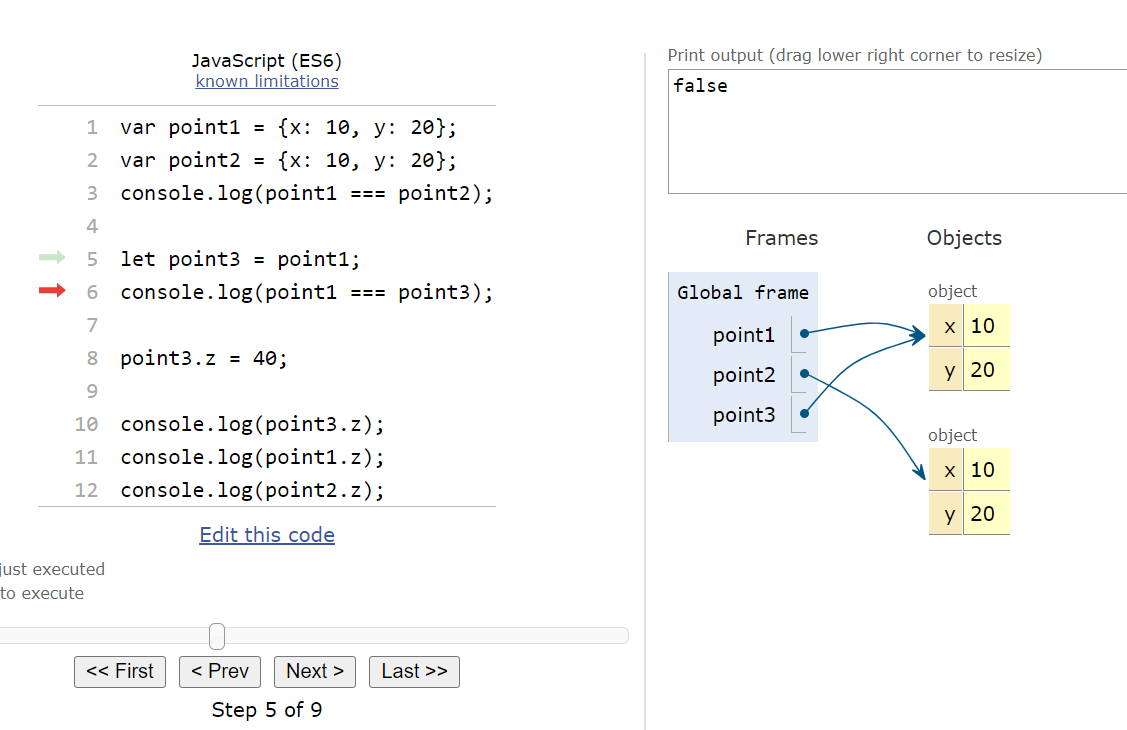 JavaScript (ES6)
known limitations
1 var point1 = {x: 10, y: 20};
2 var point2 = {x: 10, y: 20};
3 console.log(point1 === point2);
4
5 let point3 = point1;
6 console.log(point1 === point3);
7
8 point3.z = 40;
9
10 console.log(point3.z);
11 console.log(point1.z);
12 console.log(point2.z);
Edit this code
just executed
to execute
<< First < Prev Next > Last >>
Step 5 of 9
Print output (drag lower right corner to resize)
false
Frames Objects
Global frame
point1
point2
point3
object
x 10
y 20
object
x 10
y 20